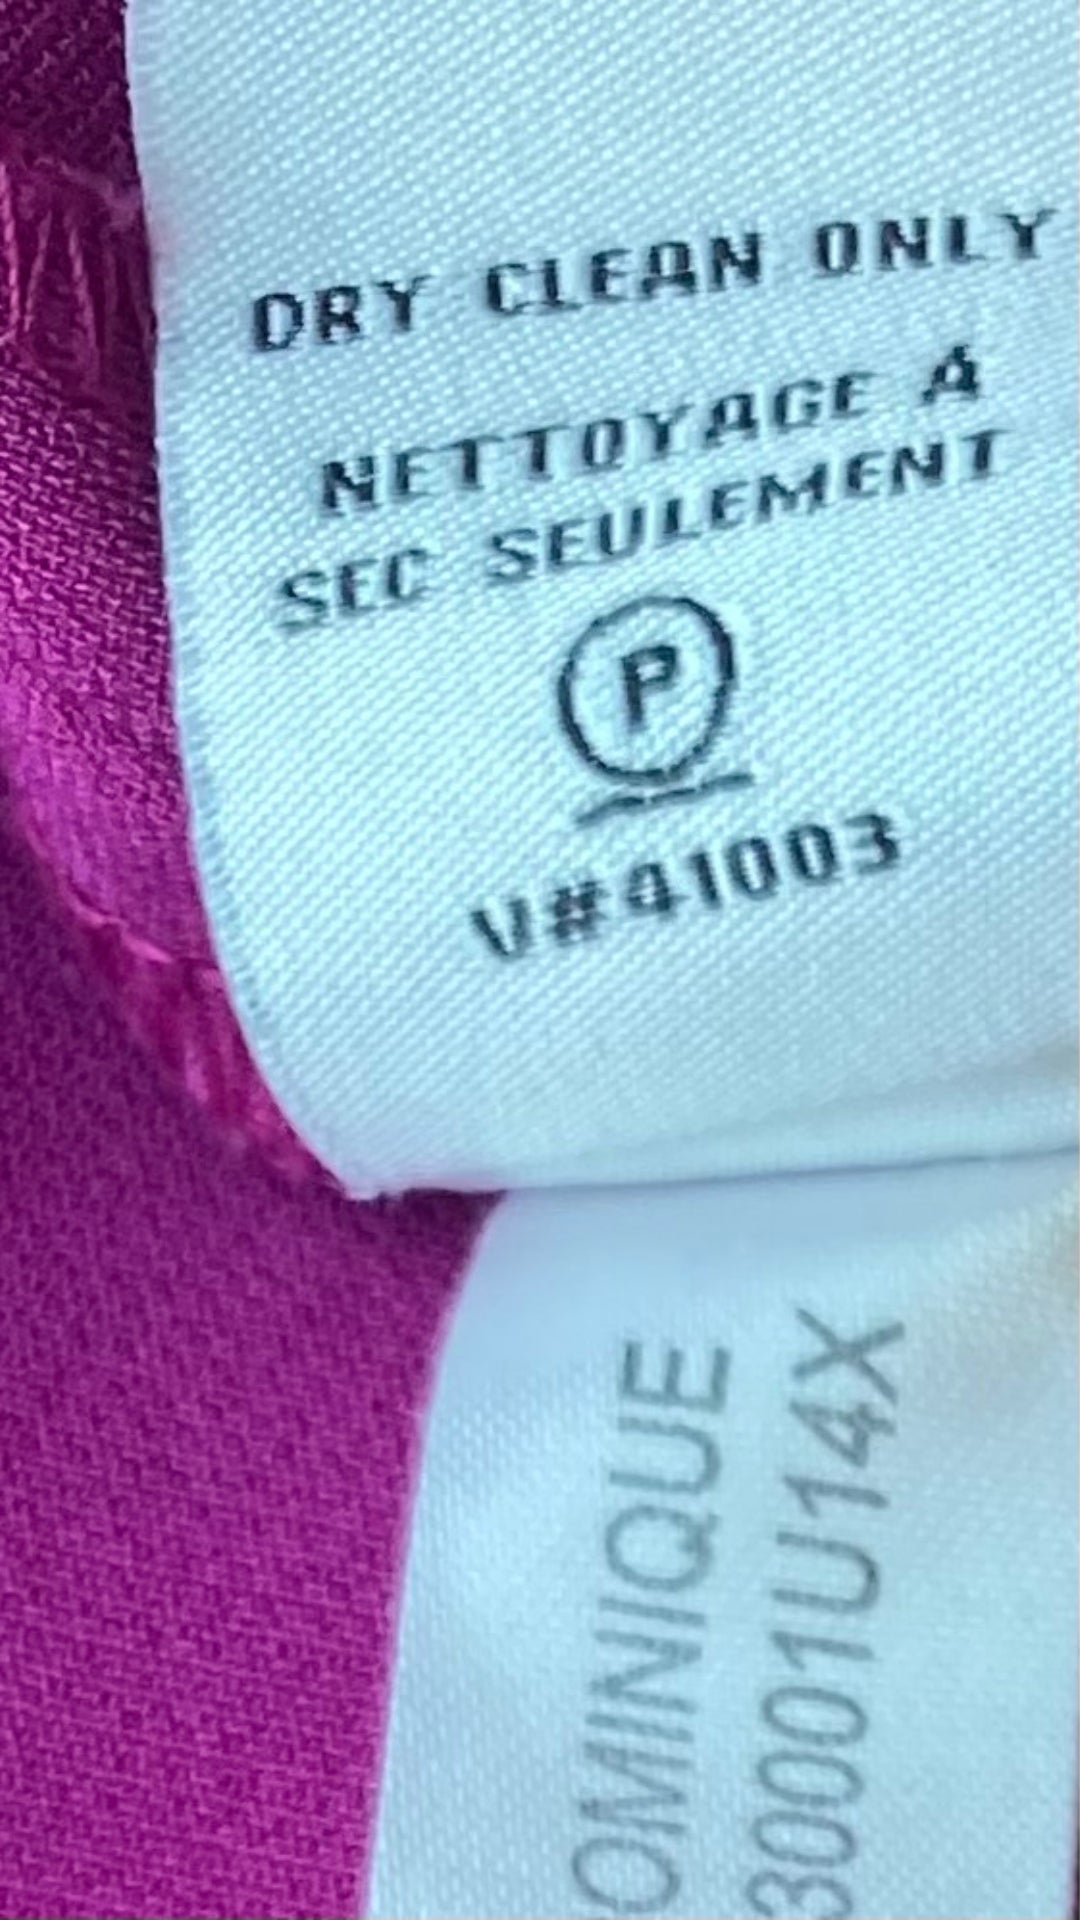 DRY CLEAN ONLY
NETTOYAGE À
SEC SEULEMENT
P
V#41003
OMINIQUE
30001U14X